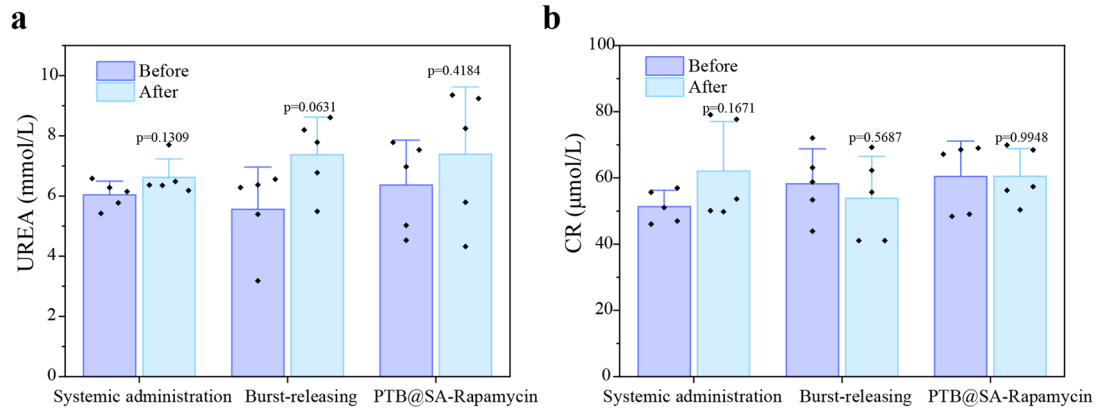 a
UREA (mmol/L)
10
8
6
4
2
0
Before
After
p=0.1309
p=0.0631
p=0.4184
Systemic administration
Burst-releasing
PTB@SA-Rapamycin
b
CR (μmol/L)
100
80
60
40
20
0
Before
After
p=0.1671
p=0.5687
p=0.9948
Systemic administration
Burst-releasing
PTB@SA-Rapamycin